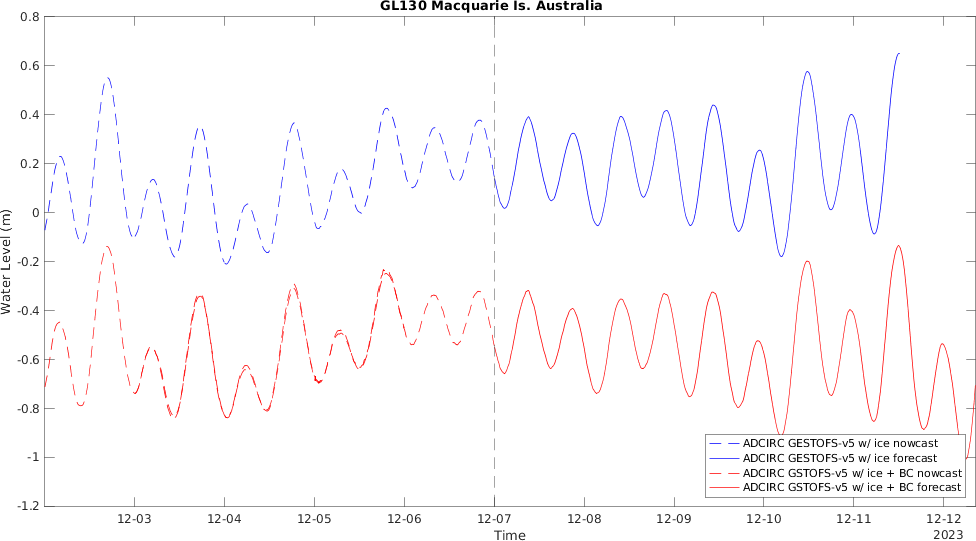 GL130 Macquarie Is. Australia
0.8
0.6
0.4
0.2
0
-0.2
-0.4
-0.6
-0.8
-1
-1.2
Water Level (m)
ADCIRC GESTOFS-v5 w/ ice nowcast
ADCIRC GESTOFS-v5 w/ ice forecast
ADCIRC GSTOFS-v5 w/ ice + BC nowcast
ADCIRC GSTOFS-v5 w/ ice + BC forecast
12-03 12-04 12-05 12-06 12-07 12-08 12-09 12-10 12-11 12-12
Time 2023